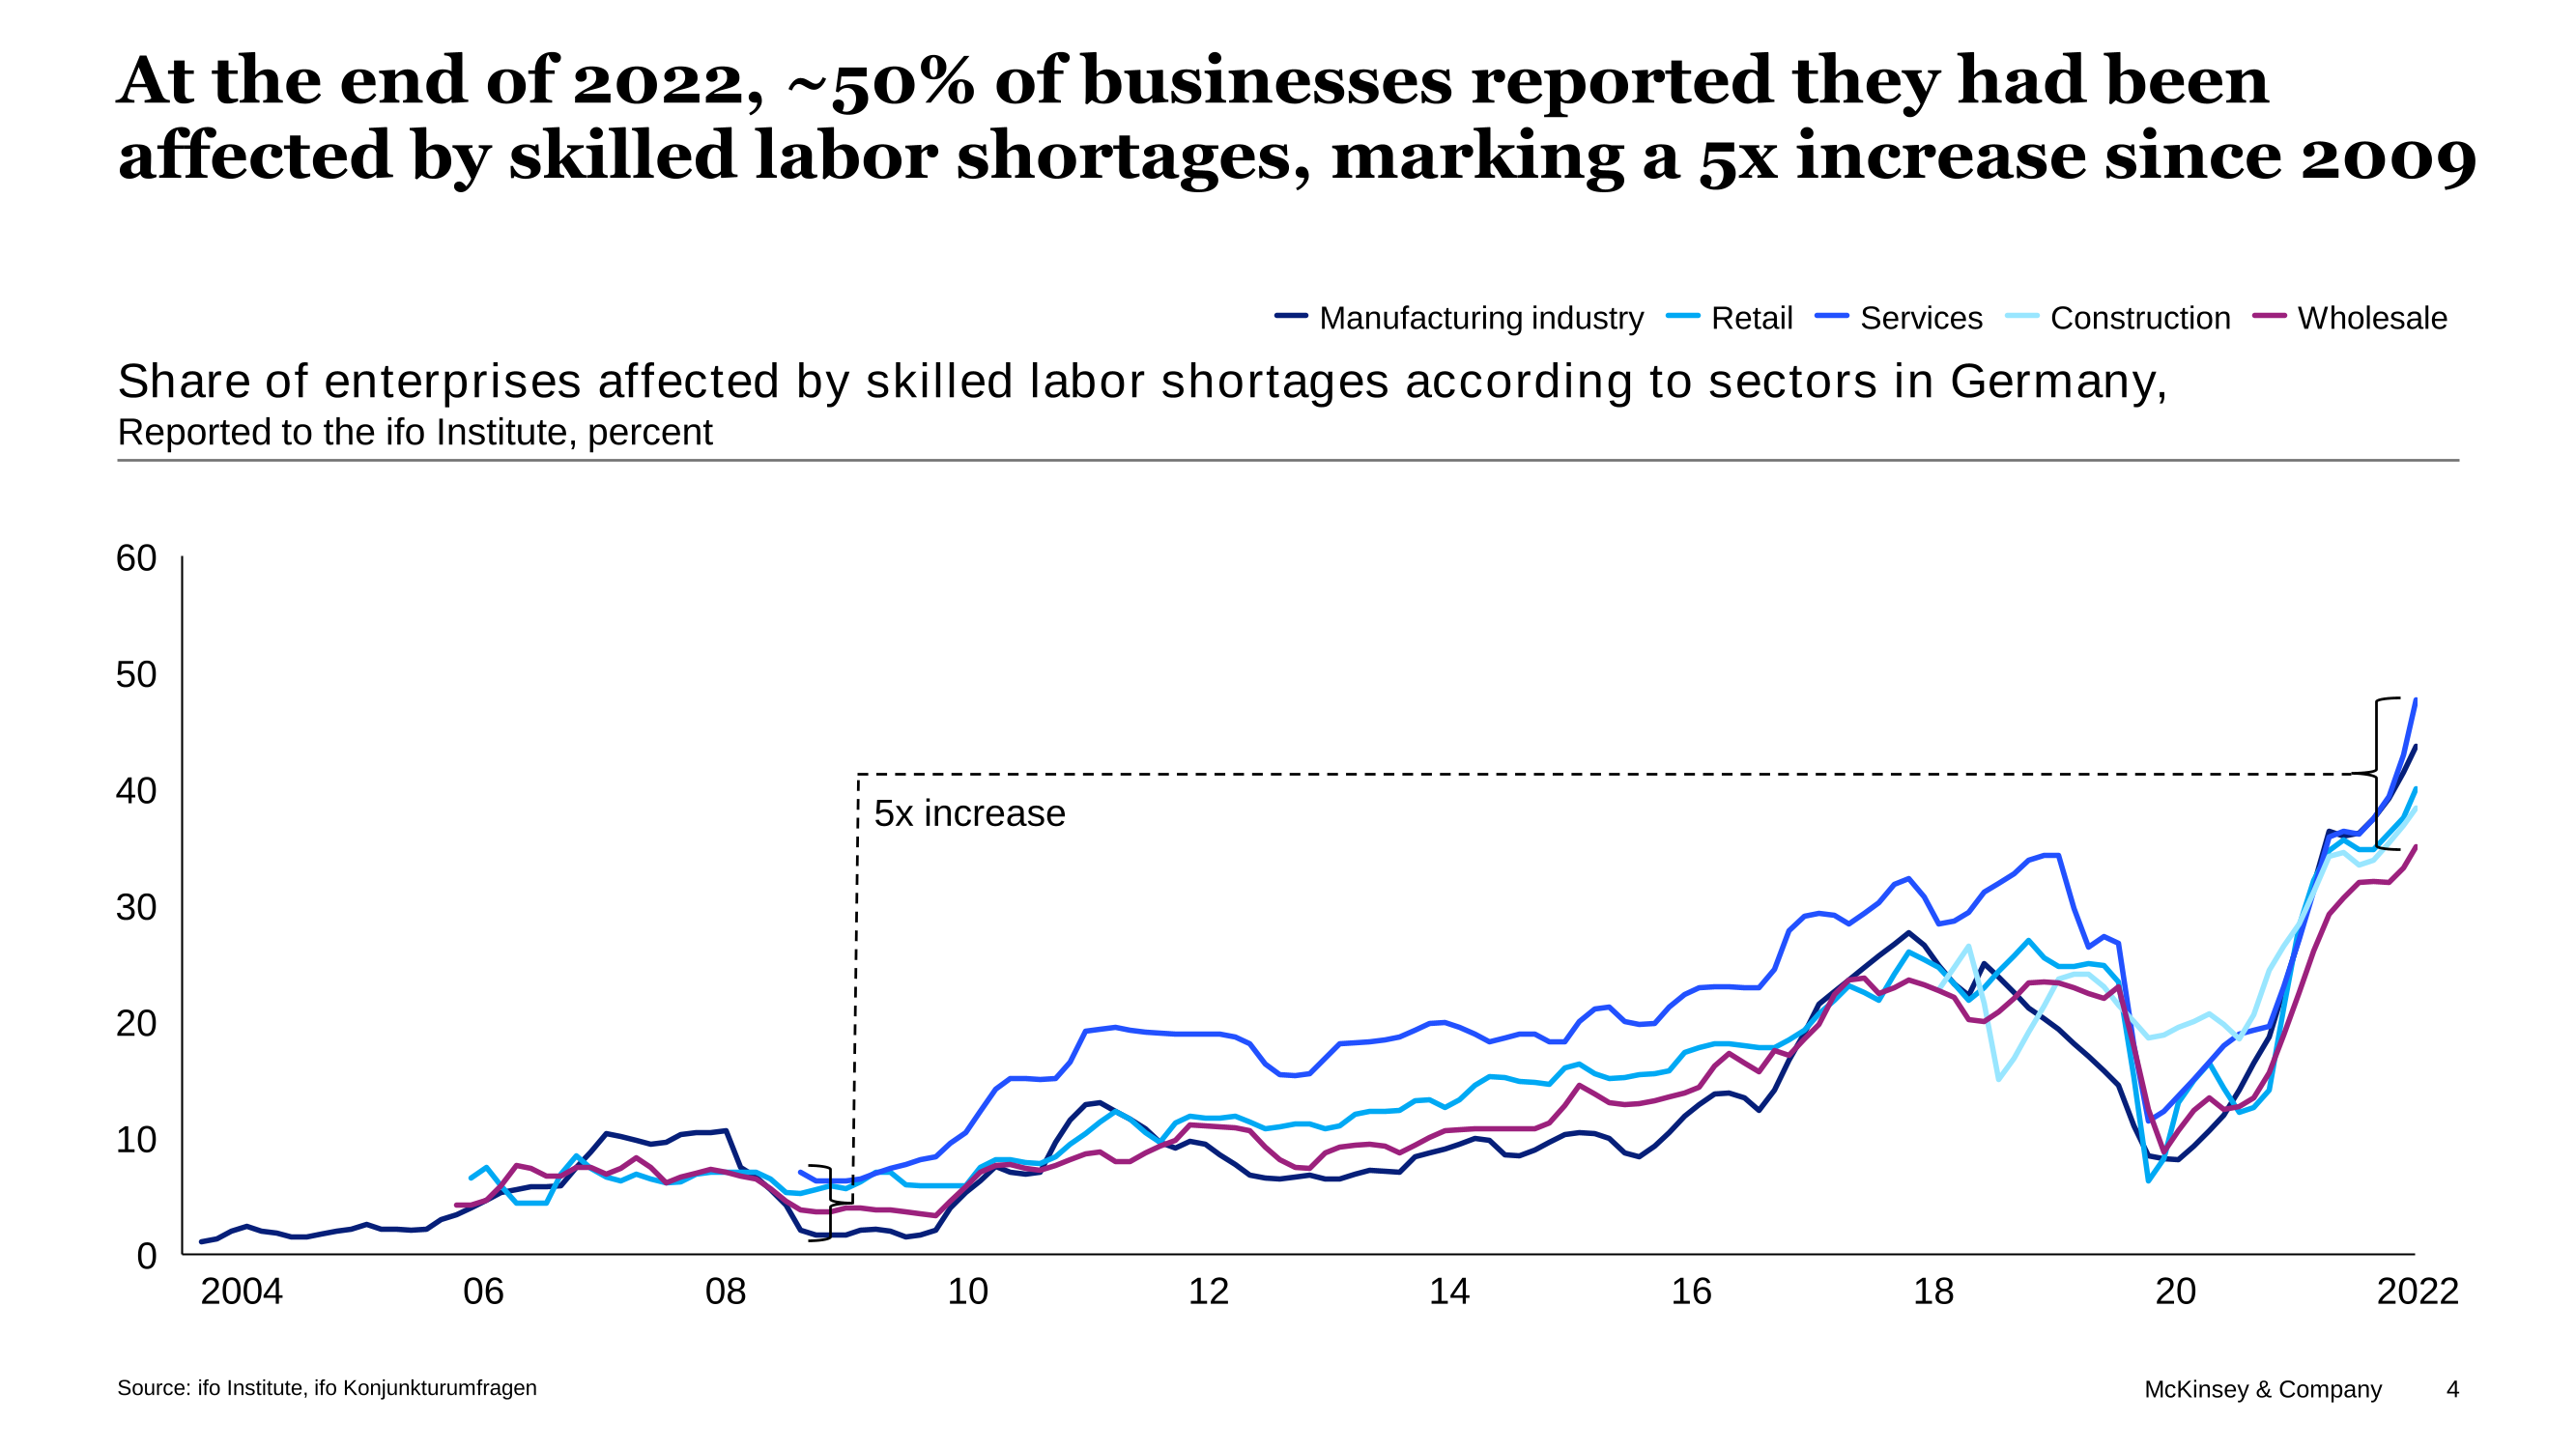 At the end of 2022, ~50% of businesses reported they had been
affected by skilled labor shortages, marking a 5x increase since 2009
Manufacturing industry Retail Services Construction Wholesale
Share of enterprises affected by skilled labor shortages according to sectors in Germany,
Reported to the ifo Institute, percent
60
50
40
5x increase
30
20
10
0
2004 06 08 10 12 14 16 18 20 2022
Source: ifo Institute, ifo Konjunkturumfragen
McKinsey & Company 4